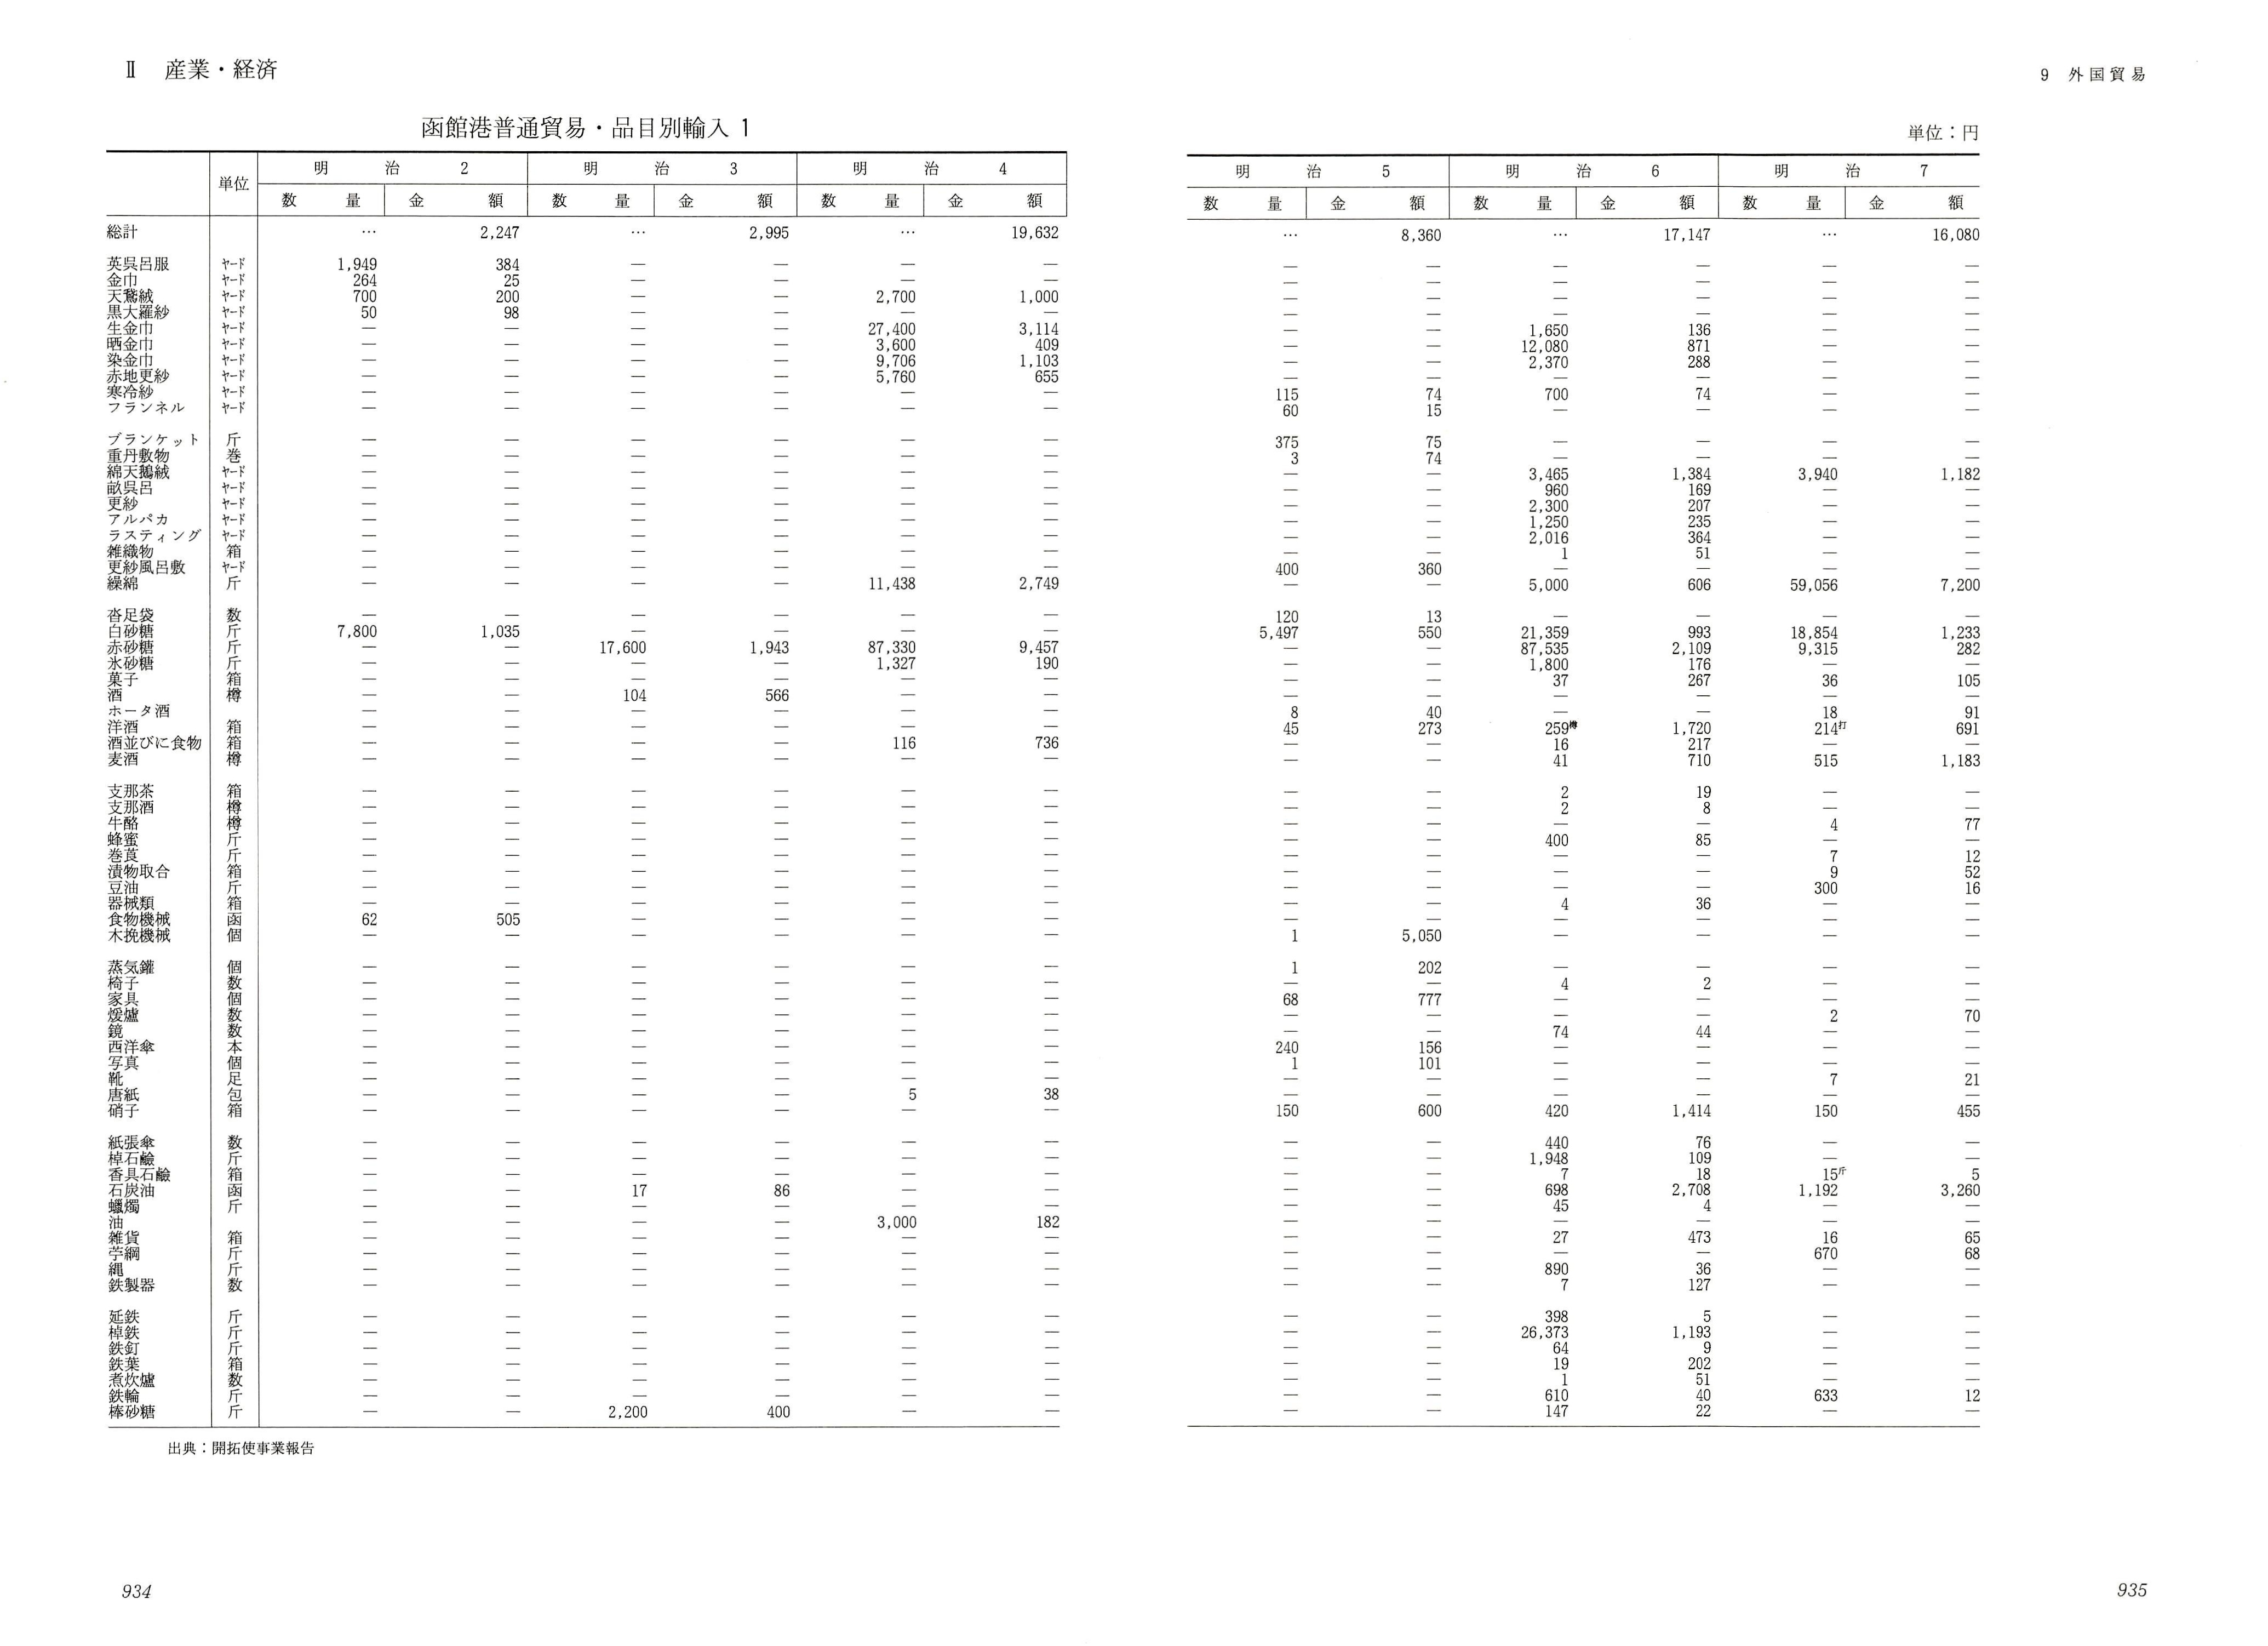 Ⅱ 産業・経済
9 外国貿易
函館港普通貿易・品目別輸入 1
単位：円
単位 明治2 明治3 明治4 明治5 明治6 明治7
数量 金額 数量 金額 数量 金額 数量 金額 数量 金額 数量 金額
総計 … 2,247 … 2,995 … 19,632 … 8,360 … 17,147 … 16,080
英呉呂服 ヤード 1,949 384 — — — — — — — — — —
金巾 ヤード 264 25 — — — — — — — — — —
天鵞絨 ヤード 700 200 — — 2,700 1,000 — — — — — —
黒大羅紗 ヤード 50 98 — — — — — — — — — —
生金巾 ヤード — — — — 27,400 3,114 — — 1,650 136 — —
晒金巾 ヤード — — — — 3,600 409 — — 12,080 871 — —
染金巾 ヤード — — — — 9,706 1,103 — — 2,370 288 — —
赤地更紗 ヤード — — — — 5,760 655 — — — — — —
寒冷紗 ヤード — — — — — — 115 74 700 74 — —
フランネル ヤード — — — — — — 60 15 — — — —
ブランケット 斤 — — — — — — 375 75 — — — —
重丹敷物 巻 — — — — — — 3 74 — — — —
綿天鵝絨 ヤード — — — — — — — — 3,465 1,384 3,940 1,182
畝呉呂 ヤード — — — — — — — — 960 169 — —
更紗 ヤード — — — — — — — — 2,300 207 — —
アルパカ ヤード — — — — — — — — 1,250 235 — —
ラスティング ヤード — — — — — — — — 2,016 364 — —
雑織物 箱 — — — — — — — — 1 51 — —
更紗風呂敷 ヤード — — — — — — 400 360 — — — —
繰綿 斤 — — — — 11,438 2,749 — — 5,000 606 59,056 7,200
沓足袋 数 — — — — — — 120 13 — — — —
白砂糖 斤 7,800 1,035 — — — — 5,497 550 21,359 993 18,854 1,233
赤砂糖 斤 — — 17,600 1,943 87,330 9,457 — — 87,535 2,109 9,315 282
氷砂糖 斤 — — — — 1,327 190 — — 1,800 176 — —
菓子 箱 — — — — — — — — 37 267 36 105
酒 樽 — — 104 566 — — — — — — — —
ホータ酒 — — — — — — 8 40 — — 18 91
洋酒 箱 — — — — — — 45 273 259樽 1,720 214打 691
酒並びに食物 箱 — — — — 116 736 — — 16 217 — —
麦酒 樽 — — — — — — — — 41 710 515 1,183
支那茶 箱 — — — — — — — — 2 19 — —
支那酒 樽 — — — — — — — — 2 8 — —
牛酪 樽 — — — — — — — — — — 4 77
蜂蜜 斤 — — — — — — — — 400 85 — —
巻莨 斤 — — — — — — — — — — 7 12
漬物取合 箱 — — — — — — — — — — 9 52
豆油 斤 — — — — — — — — — — 300 16
器械類 箱 — — — — — — — — 4 36 — —
食物機械 函 62 505 — — — — — — — — — —
木挽機械 個 — — — — — — 1 5,050 — — — —
蒸気鑵 個 — — — — — — 1 202 — — — —
椅子 数 — — — — — — — — 4 2 — —
家具 個 — — — — — — 68 777 — — — —
煖爐 数 — — — — — — — — — — 2 70
鏡 数 — — — — — — — — 74 44 — —
西洋傘 本 — — — — — — 240 156 — — — —
写真 個 — — — — — — 1 101 — — — —
靴 足 — — — — — — — — — — 7 21
唐紙 包 — — — — 5 38 — — — — — —
硝子 箱 — — — — — — 150 600 420 1,414 150 455
紙張傘 数 — — — — — — — — 440 76 — —
棹石鹼 斤 — — — — — — — — 1,948 109 — —
香具石鹼 箱 — — — — — — — — 7 18 15斤 5
石炭油 函 — — 17 86 — — — — 698 2,708 1,192 3,260
蠟燭 斤 — — — — — — — — 45 4 — —
油 — — — — 3,000 182 — — — — — —
雑貨 箱 — — — — — — — — 27 473 16 65
苧綱 斤 — — — — — — — — — — 670 68
縄 斤 — — — — — — — — 890 36 — —
鉄製器 数 — — — — — — — — 7 127 — —
延鉄 斤 — — — — — — — — 398 5 — —
棹鉄 斤 — — — — — — — — 26,373 1,193 — —
鉄釘 斤 — — — — — — — — 64 9 — —
鉄葉 箱 — — — — — — — — 19 202 — —
煮炊爐 数 — — — — — — — — 1 51 — —
鉄輪 斤 — — — — — — — — 610 40 633 12
棒砂糖 斤 — — 2,200 400 — — — — 147 22 — —
出典：開拓使事業報告
934
935